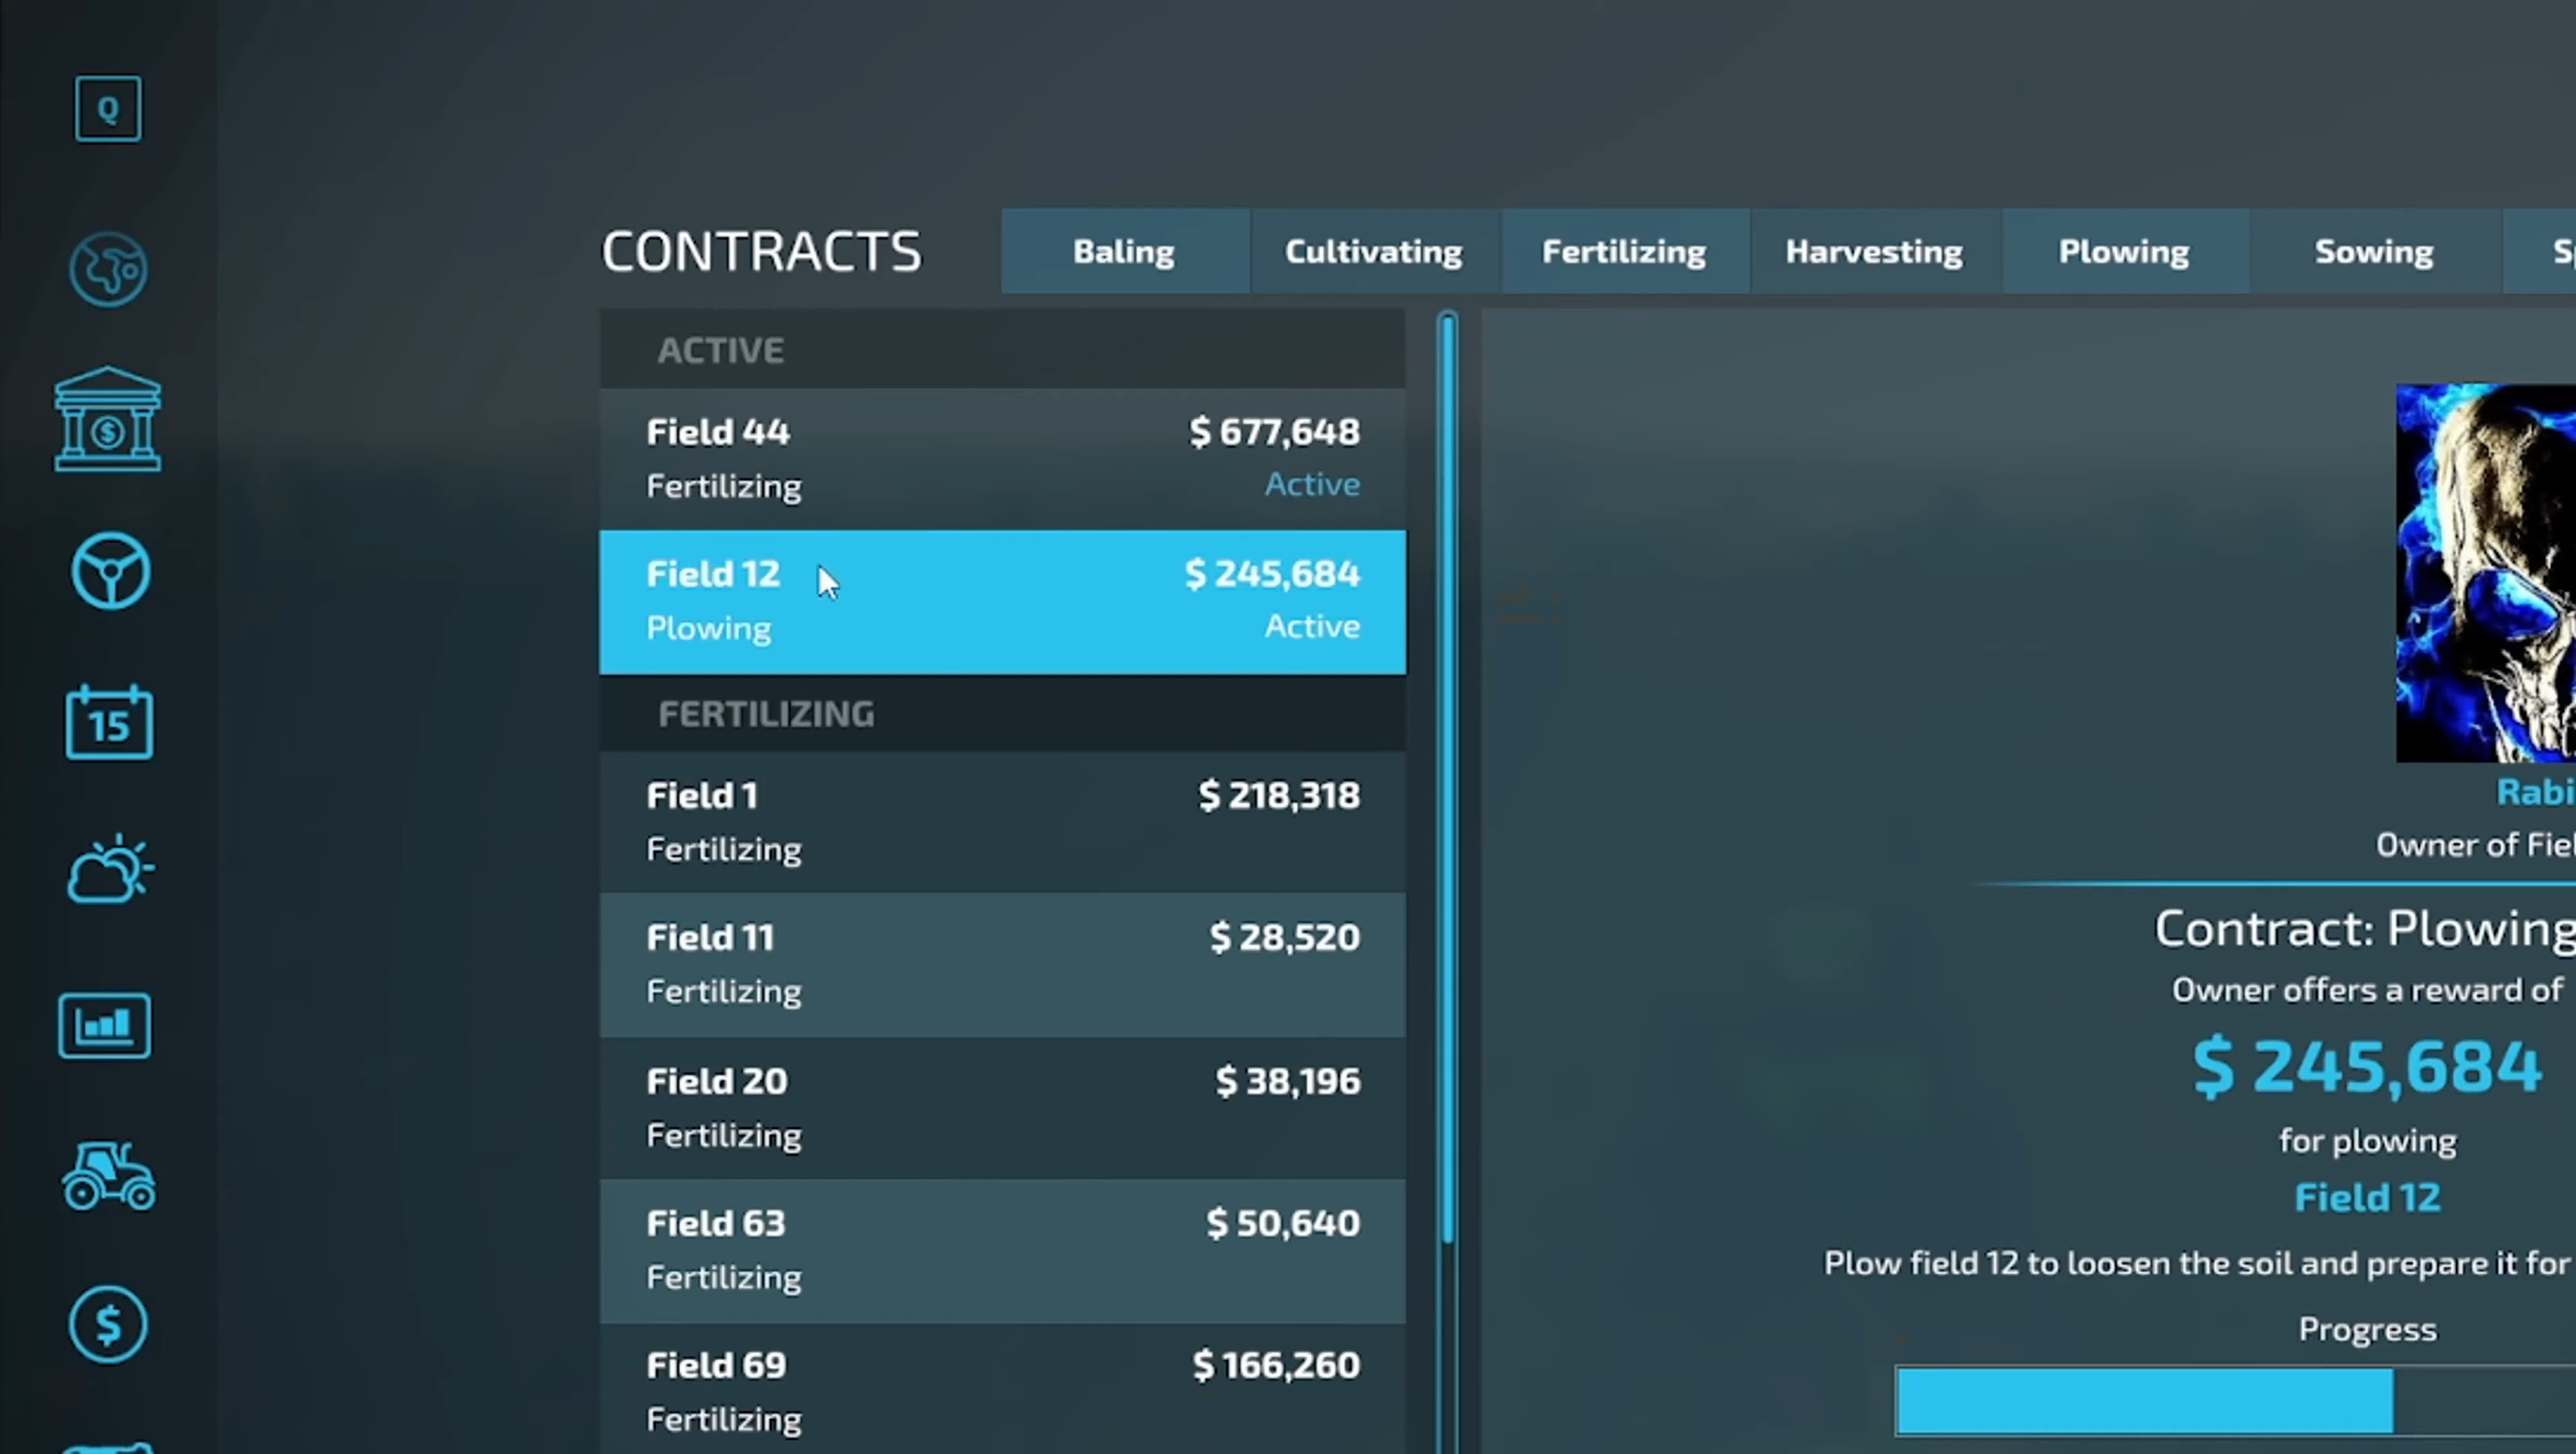 Q
CONTRACTS
Baling
Cultivating
Fertilizing
Harvesting
Plowing
Sowing
ACTIVE
Field 44
$ 677,648
Fertilizing
Active
Field 12
$ 245,684
Plowing
Active
FERTILIZING
Field 1
$ 218,318
Fertilizing
Field 11
$ 28,520
Fertilizing
Field 20
$ 38,196
Fertilizing
Field 63
$ 50,640
Fertilizing
Field 69
$ 166,260
Fertilizing
15
$
$
Owner of
Contract: Plowing
Owner offers a reward of
$ 245,684
for plowing
Field 12
Plow field 12 to loosen the soil and prepare it for
Progress